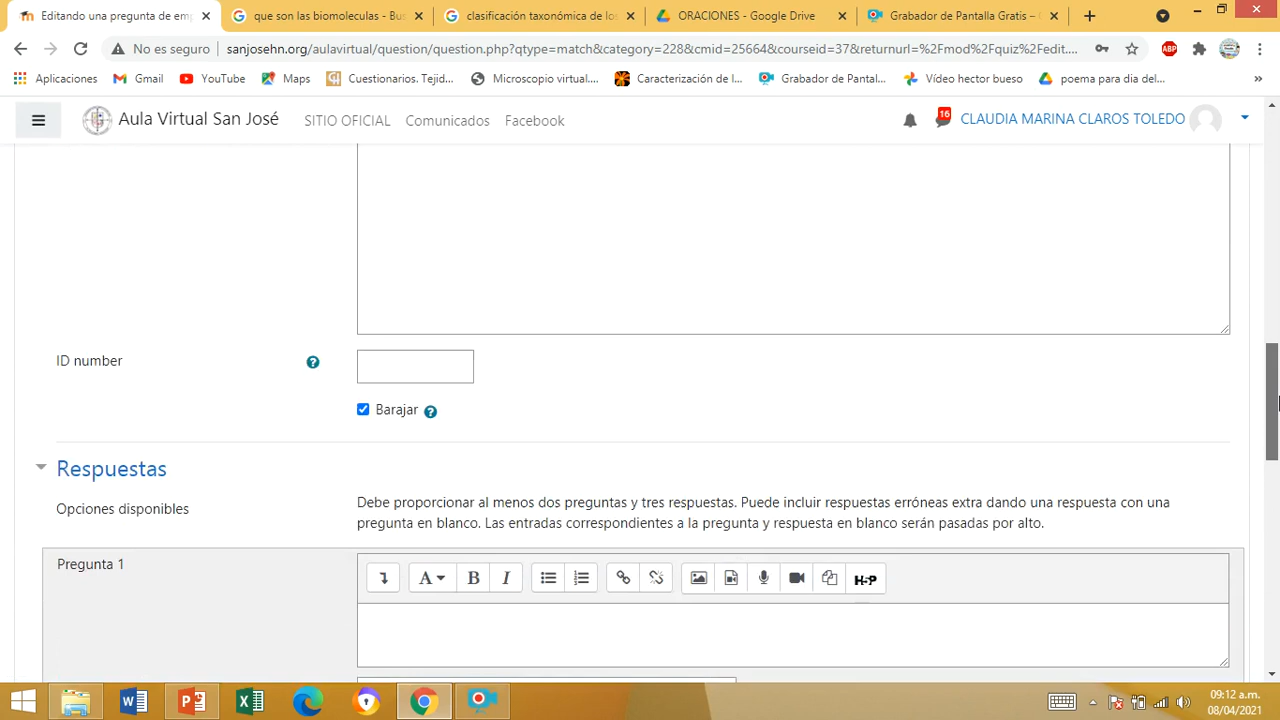 Editando una pregunta de emp
que son las biomoleculas - Bus
clasificación taxonómica de los
ORACIONES - Google Drive
Grabador de Pantalla Gratis –
No es seguro
sanjosehn.org/aulavirtual/question/question.php?qtype=match&category=228&cmid=25664&courseid=37&returnurl=%2Fmod%2Fquiz%2Fedit....
ABP
Aplicaciones
Gmail
YouTube
Maps
Cuestionarios. Tejid...
Microscopio virtual....
Caracterización de l...
Grabador de Pantal...
Vídeo hector bueso
poema para dia del...
»
Aula Virtual San José
SITIO OFICIAL
Comunicados
Facebook
16
CLAUDIA MARINA CLAROS TOLEDO
ID number
Barajar
Respuestas
Opciones disponibles
Debe proporcionar al menos dos preguntas y tres respuestas. Puede incluir respuestas erróneas extra dando una respuesta con una
pregunta en blanco. Las entradas correspondientes a la pregunta y respuesta en blanco serán pasadas por alto.
Pregunta 1
A B I H-P
09:12 a.m.
08/04/2021